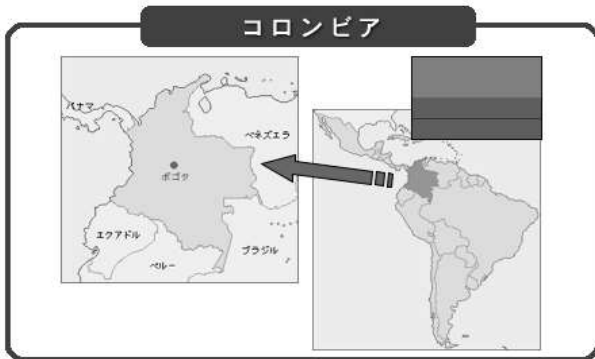 コロンビア
パナマ
ベネズエラ
ボゴタ
エクアドル
ペルー
ブラジル